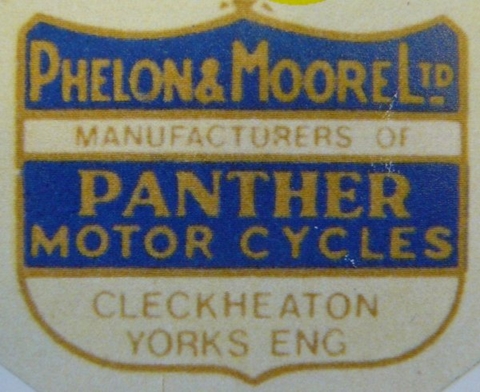 PHELON & MOORE LTD
MANUFACTURERS OF
PANTHER
MOTOR CYCLES
CLECKHEATON
YORKS ENG